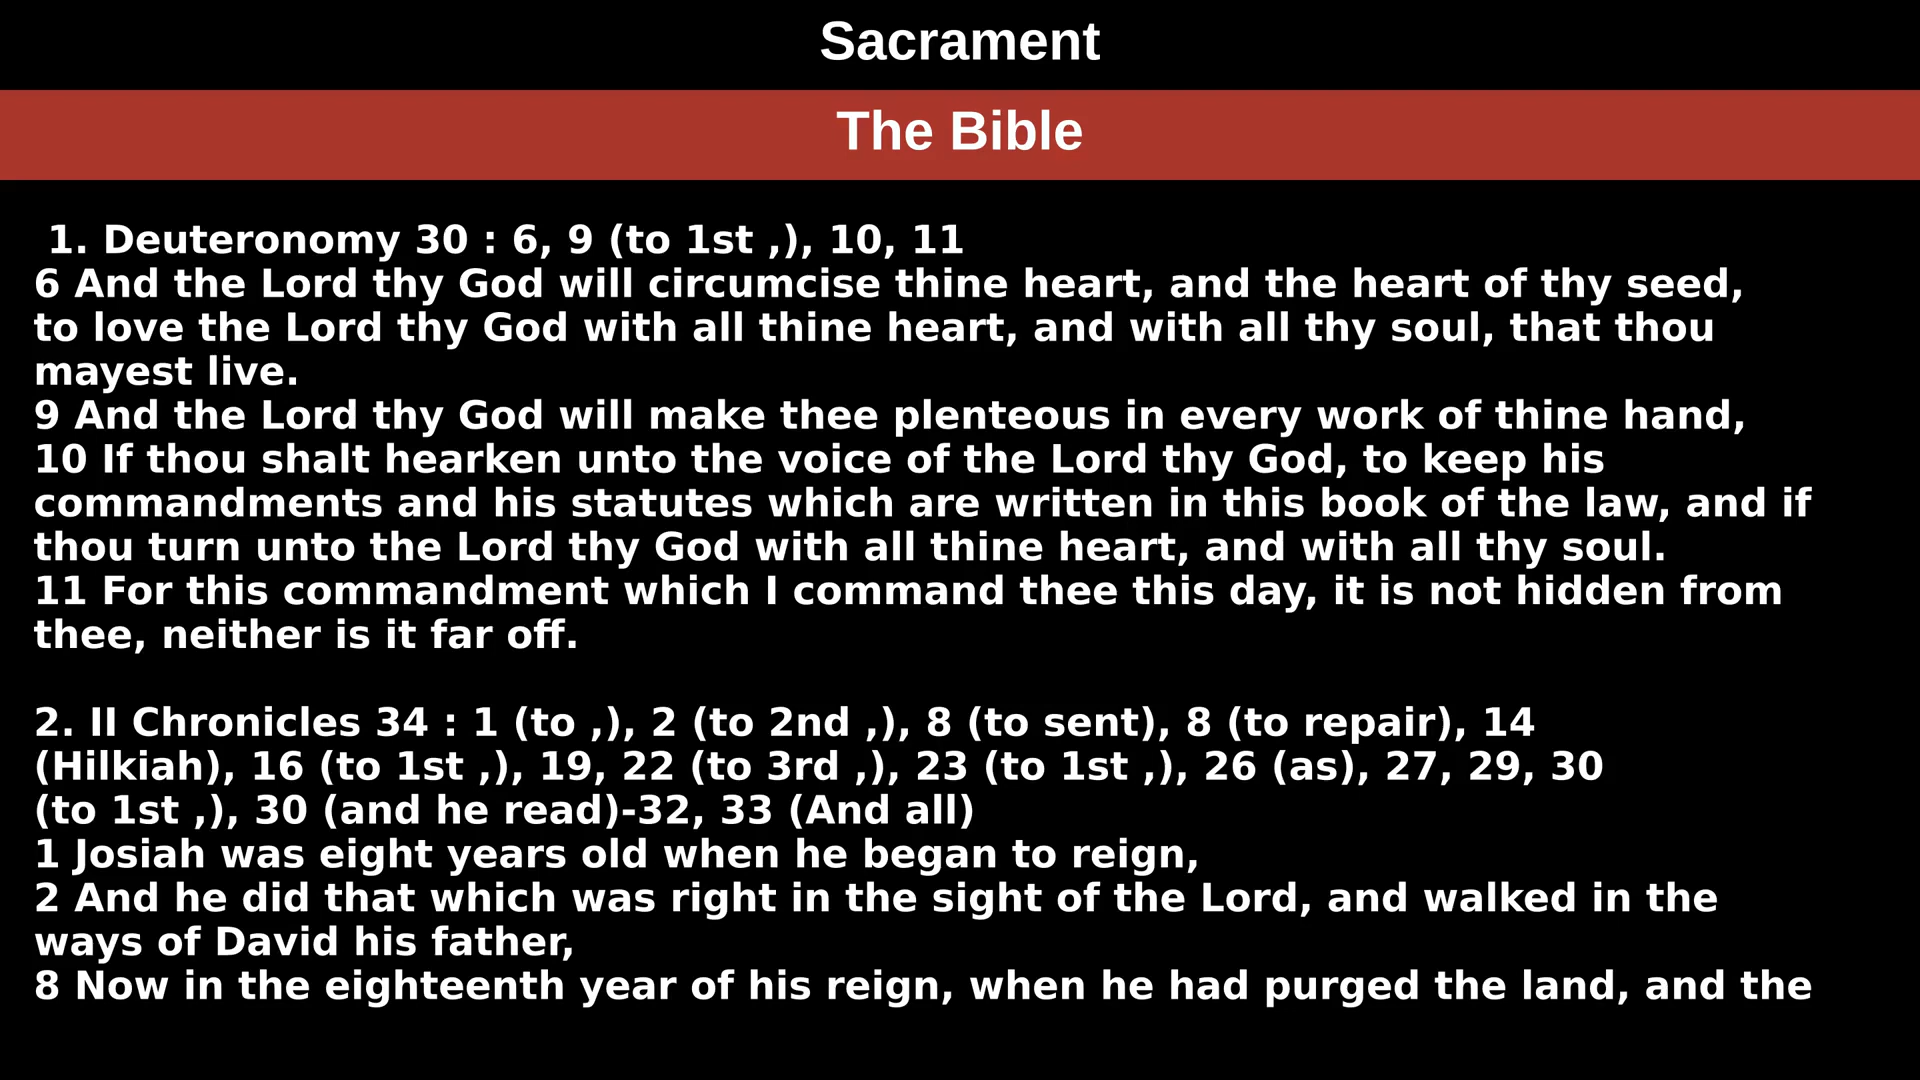 Sacrament
The Bible
1. Deuteronomy 30 : 6, 9 (to 1st ,), 10, 11
6 And the Lord thy God will circumcise thine heart, and the heart of thy seed,
to love the Lord thy God with all thine heart, and with all thy soul, that thou
mayest live.
9 And the Lord thy God will make thee plenteous in every work of thine hand,
10 If thou shalt hearken unto the voice of the Lord thy God, to keep his
commandments and his statutes which are written in this book of the law, and if
thou turn unto the Lord thy God with all thine heart, and with all thy soul.
11 For this commandment which I command thee this day, it is not hidden from
thee, neither is it far off.
2. II Chronicles 34 : 1 (to ,), 2 (to 2nd ,), 8 (to sent), 8 (to repair), 14
(Hilkiah), 16 (to 1st ,), 19, 22 (to 3rd ,), 23 (to 1st ,), 26 (as), 27, 29, 30
(to 1st ,), 30 (and he read)-32, 33 (And all)
1 Josiah was eight years old when he began to reign,
2 And he did that which was right in the sight of the Lord, and walked in the
ways of David his father,
8 Now in the eighteenth year of his reign, when he had purged the land, and the